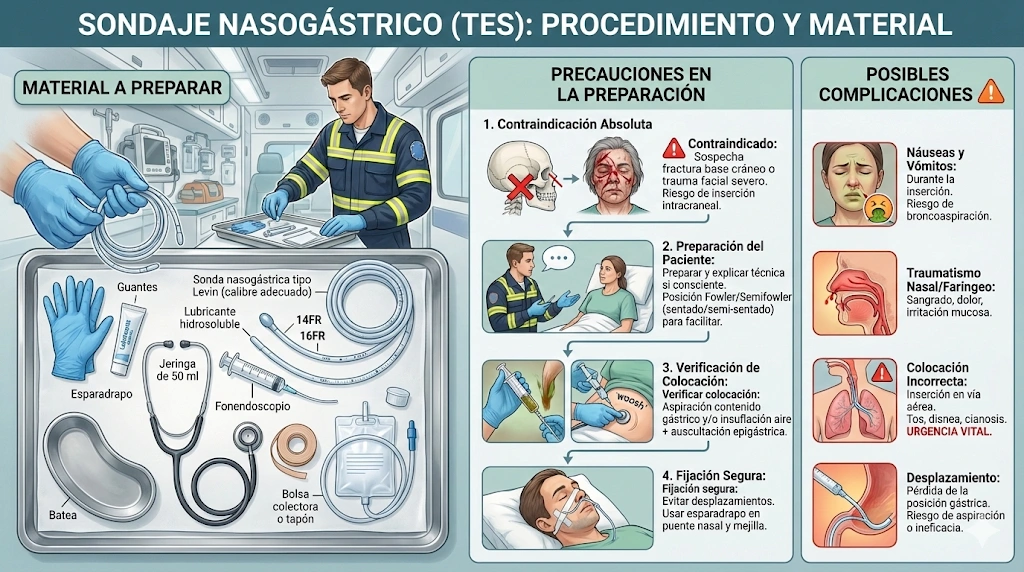 SONDAJE NASOGÁSTRICO (TES): PROCEDIMIENTO Y MATERIAL
MATERIAL A PREPARAR
Guantes
Sonda nasogástrica tipo
Levin (calibre adecuado)
Lubricante
hidrosoluble
14FR
16FR
Jeringa
de 50 ml
Esparadrapo
Fonendoscopio
Batea
Bolsa
colectora
o tapón
PRECAUCIONES EN
LA PREPARACIÓN
1. Contraindicación Absoluta
Contraindicado:
Sospecha
fractura base cráneo o
trauma facial severo.
Riesgo de inserción
intracraneal.
2. Preparación del
Paciente:
Preparar y explicar técnica
si consciente.
Posición Fowler/Semifowler
(sentado/semi-sentado)
para facilitar.
3. Verificación de
Colocación:
Verificar colocación:
Aspiración contenido
gástrico y/o insuflación aire
+ auscultación epigástrica.
woosh'
4. Fijación Segura:
Fijación segura:
Evitar desplazamientos.
Usar esparadrapo en
puente nasal y mejilla.
POSIBLES
COMPLICACIONES
Náuseas y
Vómitos:
Durante la
inserción.
Riesgo de
broncoaspiración.
Traumatismo
Nasal/Faringeo:
Sangrado, dolor,
irritación mucosa.
Colocación
Incorrecta:
Inserción en vía
aérea.
Tos, disnea, cianosis.
URGENCIA VITAL.
Desplazamiento:
Pérdida de la
posición gástrica.
Riesgo de aspiración
o ineficacia.